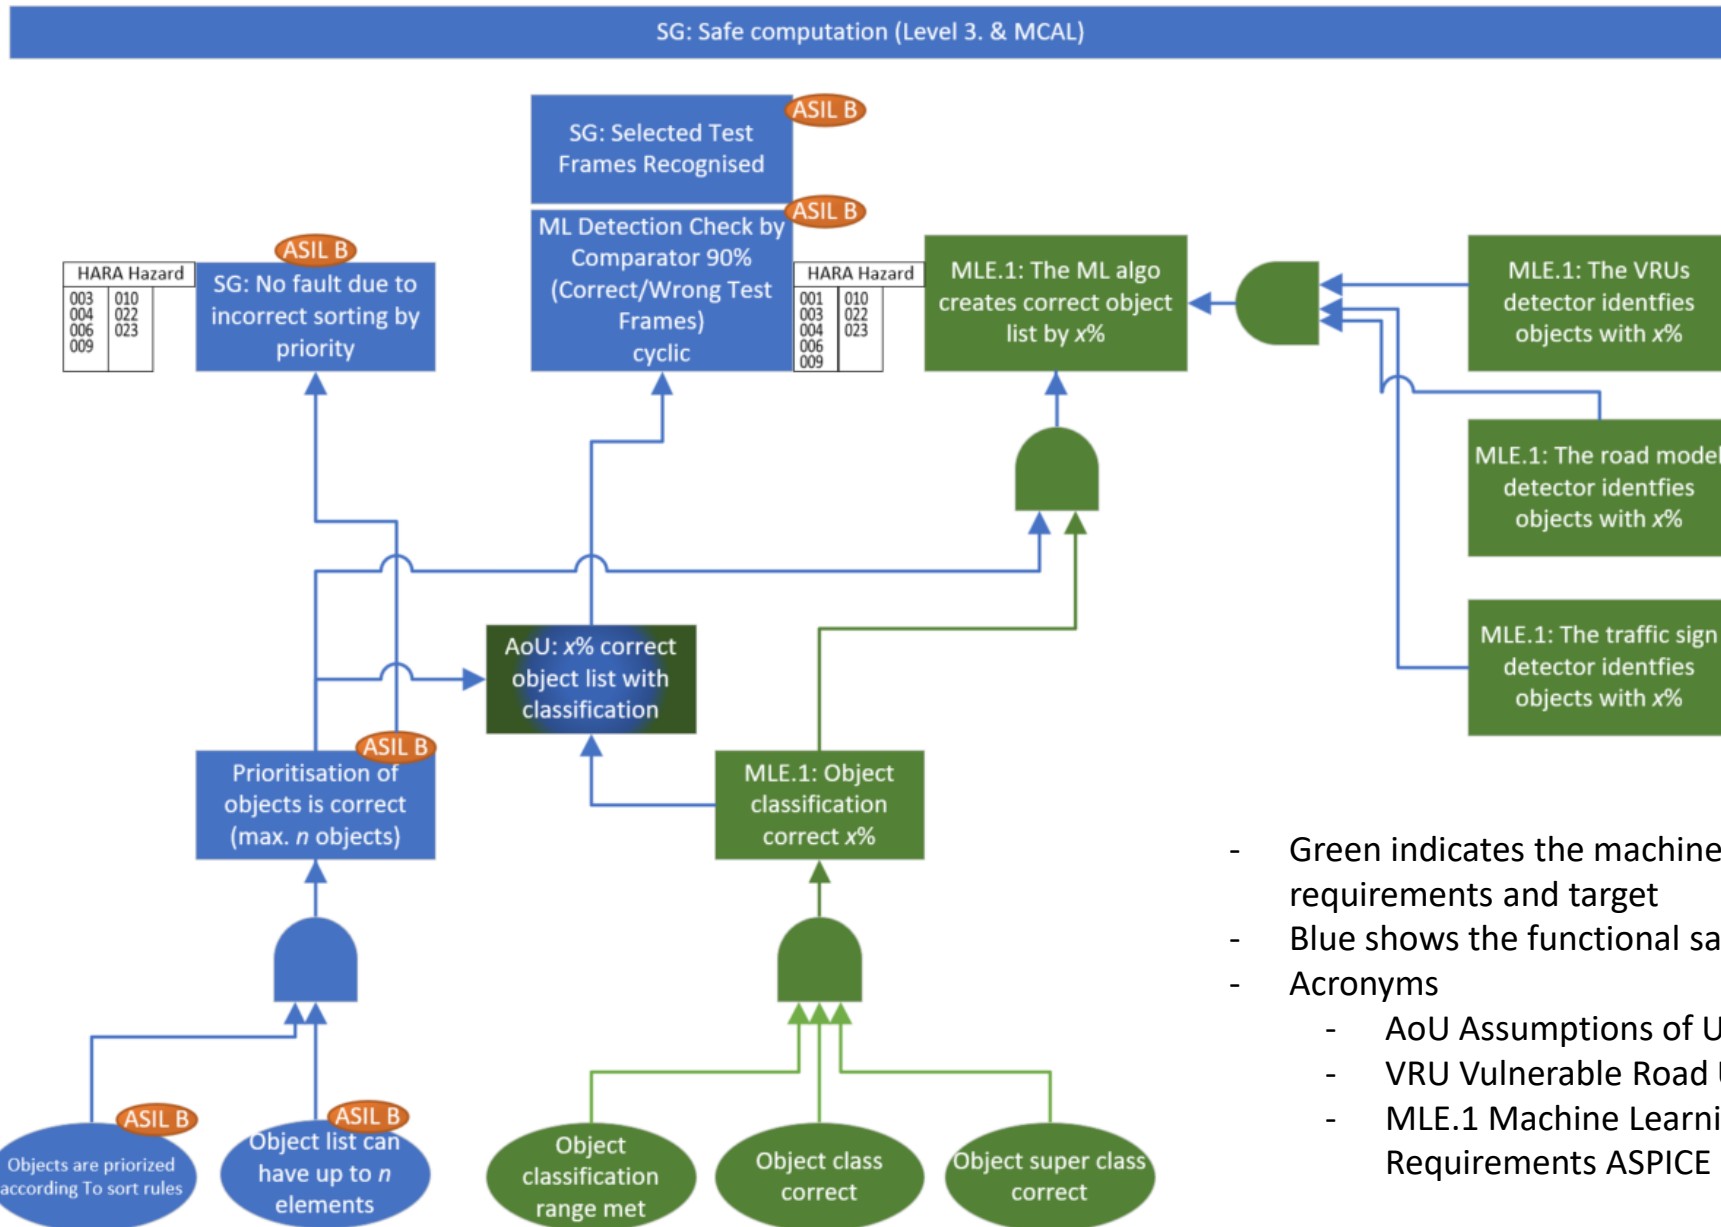 SG: Safe computation (Level 3. & MCAL)
ASIL B
SG: Selected Test
Frames Recognised
ASIL B
ML Detection Check by
Comparator 90%
(Correct/Wrong Test
Frames)
cyclic
ASIL B
HARA Hazard
003 010
004 022
006 023
009
SG: No fault due to
incorrect sorting by
priority
HARA Hazard
001 010
003 022
004 023
006
009
MLE.1: The ML algo
creates correct object
list by x%
MLE.1: The VRUs
detector identfies
objects with x%
MLE.1: The road model
detector identfies
objects with x%
MLE.1: The traffic sign
detector identfies
objects with x%
AoU: x% correct
object list with
classification
ASIL B
Prioritisation of
objects is correct
(max. n objects)
MLE.1: Object
classification
correct x%
- Green indicates the machine
requirements and target
- Blue shows the functional sa
- Acronyms
- AoU Assumptions of U
- VRU Vulnerable Road U
- MLE.1 Machine Learni
Requirements ASPICE
ASIL B
Objects are priorized
according To sort rules
ASIL B
Object list can
have up to n
elements
Object
classification
range met
Object class
correct
Object super class
correct